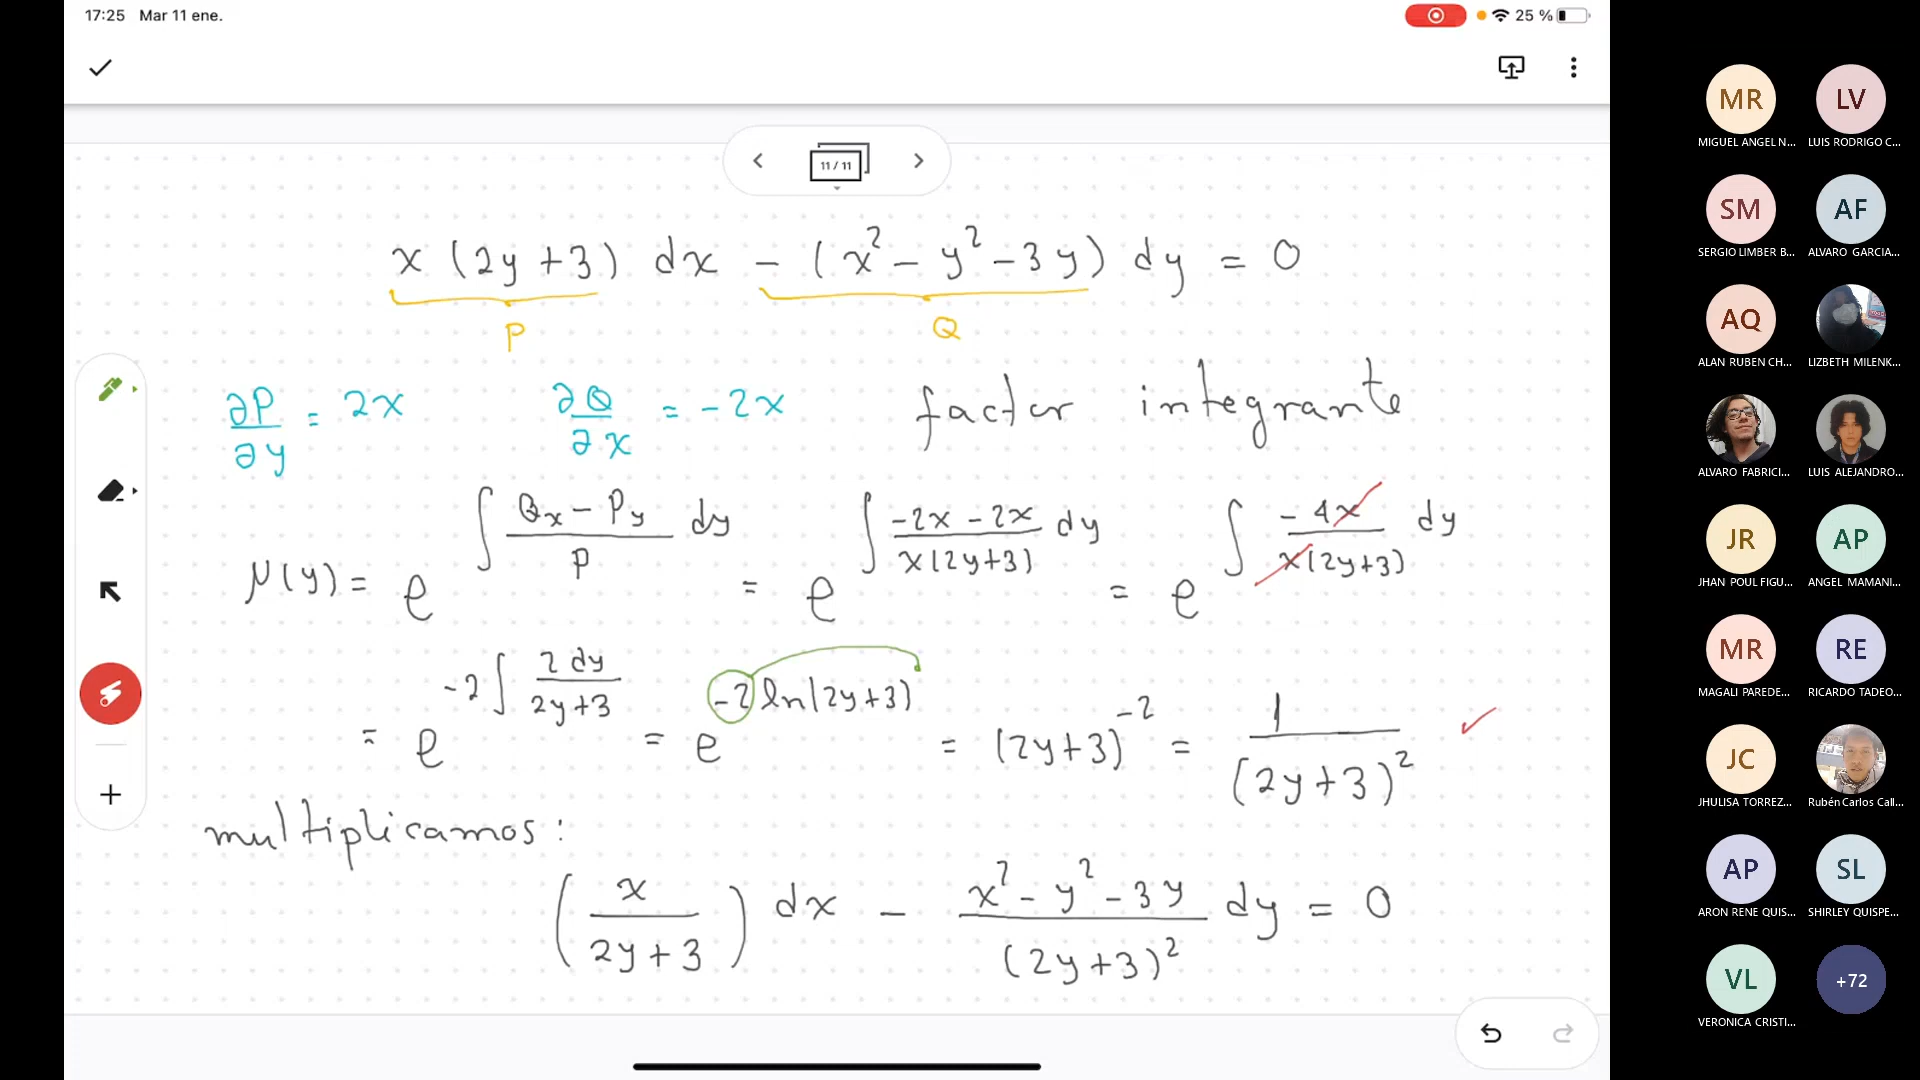 17:25 Mar 11 ene.
25 %
11 / 11
x (2y + 3) dx - (x² - y² - 3y) dy = 0
P
Q
∂P/∂y = 2x ∂Q/∂x = -2x factor integrante
μ(y) = e^{∫ (Qx - Py)/P dy} = e^{∫ (-2x - 2x)/(x(2y+3)) dy} = e^{∫ -4x/(x(2y+3)) dy}
= e^{-2∫ 2 dy/(2y+3)} = e^{-2 ln(2y+3)} = (2y+3)^{-2} = 1/(2y+3)²
multiplicamos:
(x/(2y+3)) dx - (x² - y² - 3y)/(2y+3)² dy = 0
MR LV
MIGUEL ANGEL N... LUIS RODRIGO C...
SM AF
SERGIO LIMBER B... ALVARO GARCIA...
AQ
ALAN RUBEN CH... LIZBETH MILENK...
ALVARO FABRICI... LUIS ALEJANDRO...
JR AP
JHAN POUL FIGU... ANGEL MAMANI...
MR RE
MAGALI PAREDE... RICARDO TADEO...
JC
JHULISA TORREZ... Rubén Carlos Call...
AP SL
ARON RENE QUIS... SHIRLEY QUISPE...
VL +72
VERONICA CRISTI...